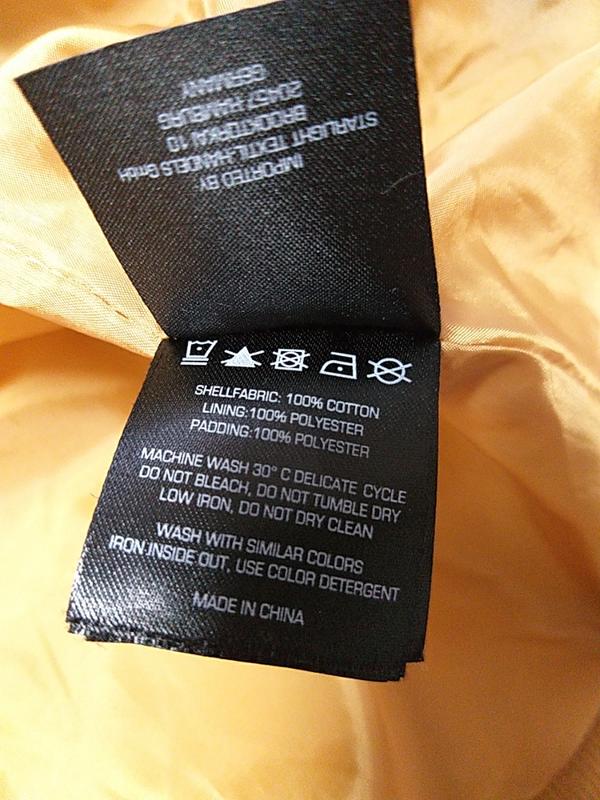 IMPORTED BY
STARLIGHT TEXTIL-HANDELS GmbH
BROOKTORKAI 10
20457 HAMBURG
GERMANY
SHELLFABRIC: 100% COTTON
LINING:100% POLYESTER
PADDING:100% POLYESTER
MACHINE WASH 30° C DELICATE CYCLE
DO NOT BLEACH, DO NOT TUMBLE DRY
LOW IRON, DO NOT DRY CLEAN
WASH WITH SIMILAR COLORS
IRON INSIDE OUT, USE COLOR DETERGENT
MADE IN CHINA